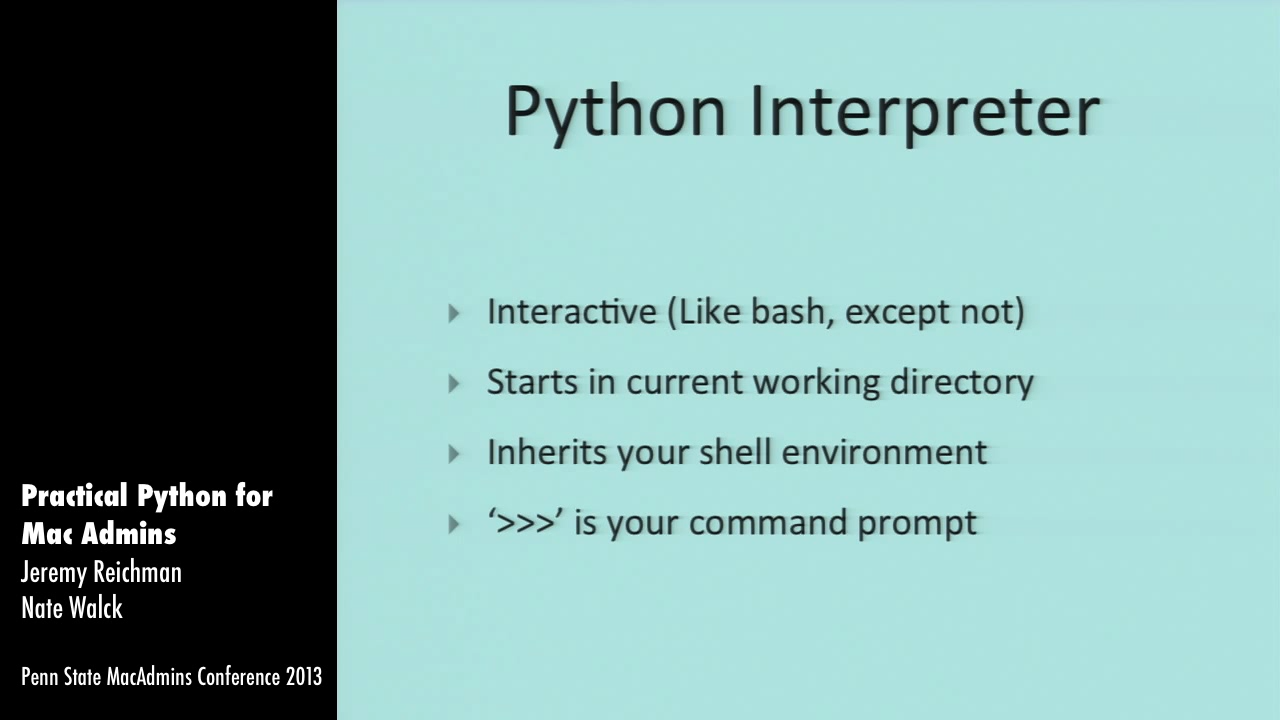 Python Interpreter
Interactive (Like bash, except not)
Starts in current working directory
Inherits your shell environment
‘>>>’ is your command prompt
Practical Python for
Mac Admins
Jeremy Reichman
Nate Walck
Penn State MacAdmins Conference 2013